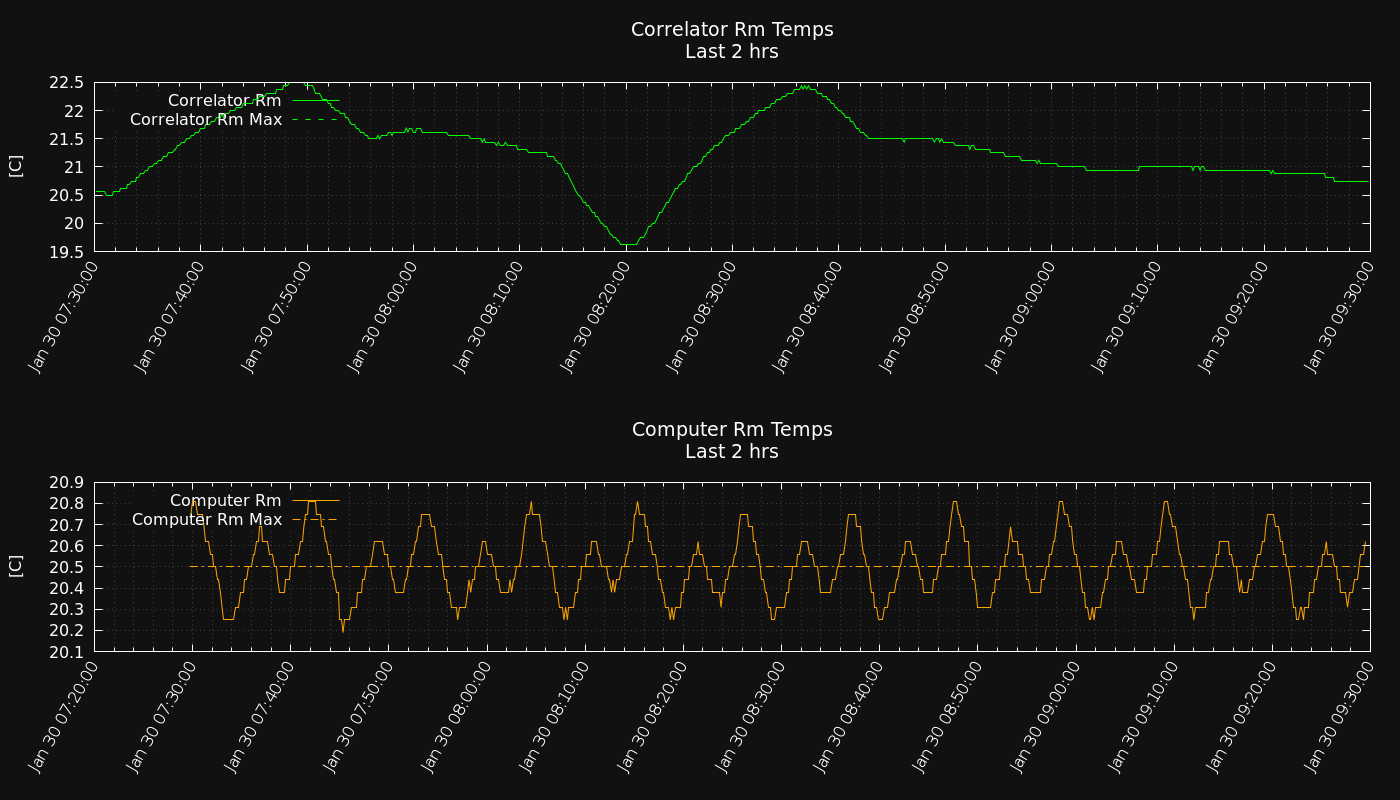 Correlator Rm Temps
Last 2 hrs
22.5
22
21.5
21
20.5
20
19.5
[C]
Correlator Rm
Correlator Rm Max
Jan 30 07:30:00
Jan 30 07:40:00
Jan 30 07:50:00
Jan 30 08:00:00
Jan 30 08:10:00
Jan 30 08:20:00
Jan 30 08:30:00
Jan 30 08:40:00
Jan 30 08:50:00
Jan 30 09:00:00
Jan 30 09:10:00
Jan 30 09:20:00
Jan 30 09:30:00
Computer Rm Temps
Last 2 hrs
20.9
20.8
20.7
20.6
20.5
20.4
20.3
20.2
20.1
[C]
Computer Rm
Computer Rm Max
Jan 30 07:20:00
Jan 30 07:30:00
Jan 30 07:40:00
Jan 30 07:50:00
Jan 30 08:00:00
Jan 30 08:10:00
Jan 30 08:20:00
Jan 30 08:30:00
Jan 30 08:40:00
Jan 30 08:50:00
Jan 30 09:00:00
Jan 30 09:10:00
Jan 30 09:20:00
Jan 30 09:30:00